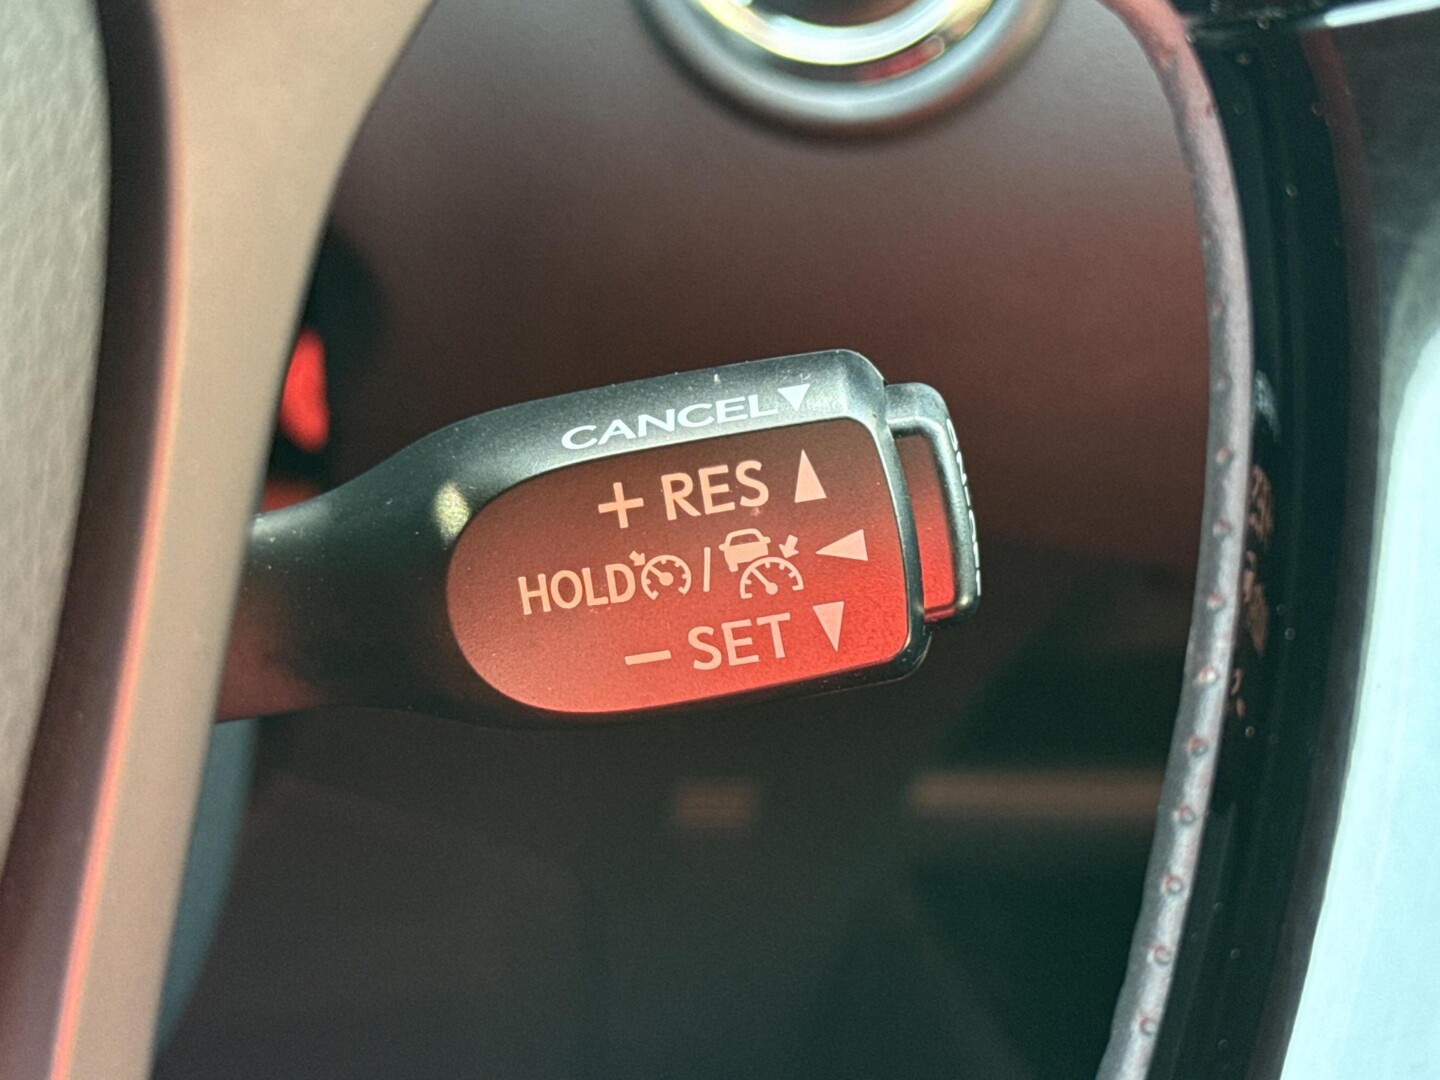 CANCEL▼
+ RES ▲
HOLD / ◀
− SET ▼